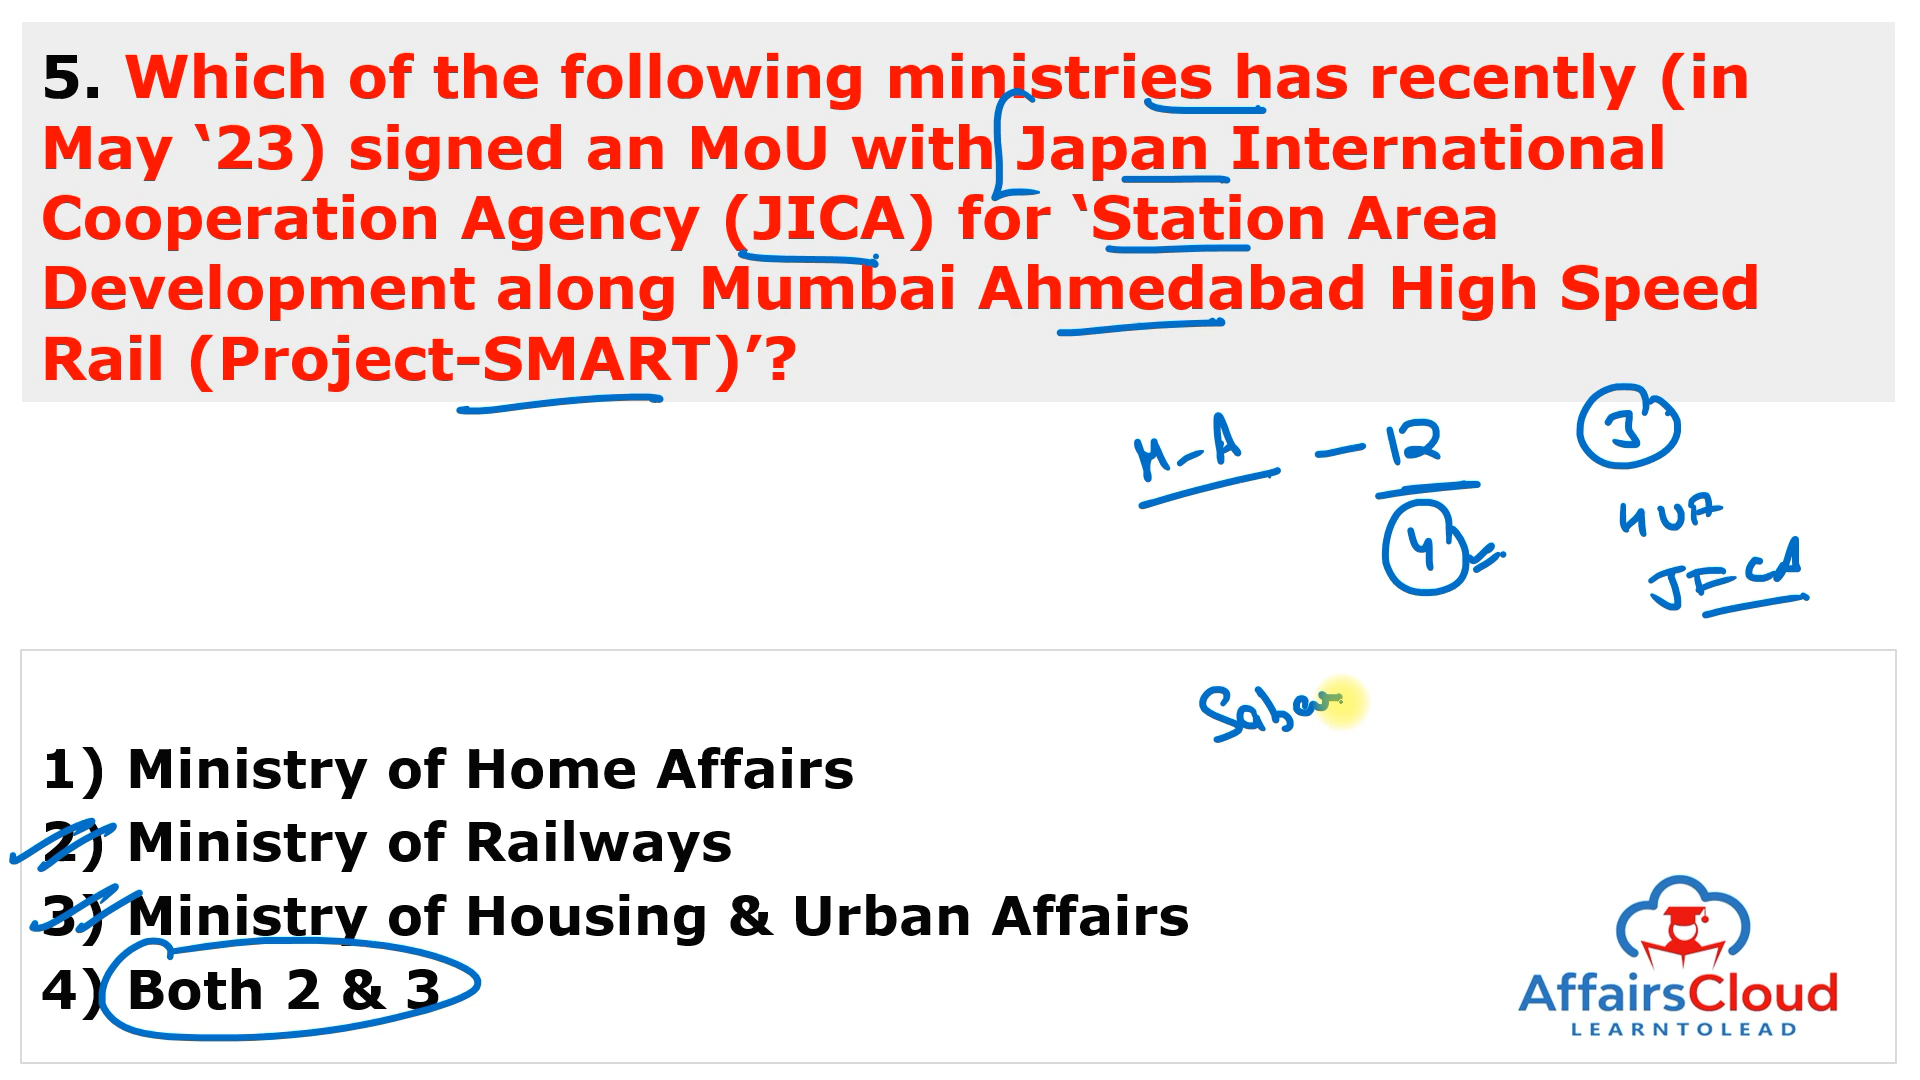 5. Which of the following ministries has recently (in
May ‘23) signed an MoU with Japan International
Cooperation Agency (JICA) for ‘Station Area
Development along Mumbai Ahmedabad High Speed
Rail (Project–SMART)’?
M-A — 12
3
4
HUA
JICA
Sabar
1) Ministry of Home Affairs
2) Ministry of Railways
3) Ministry of Housing & Urban Affairs
4) Both 2 & 3
AffairsCloud
LEARNTOLEAD